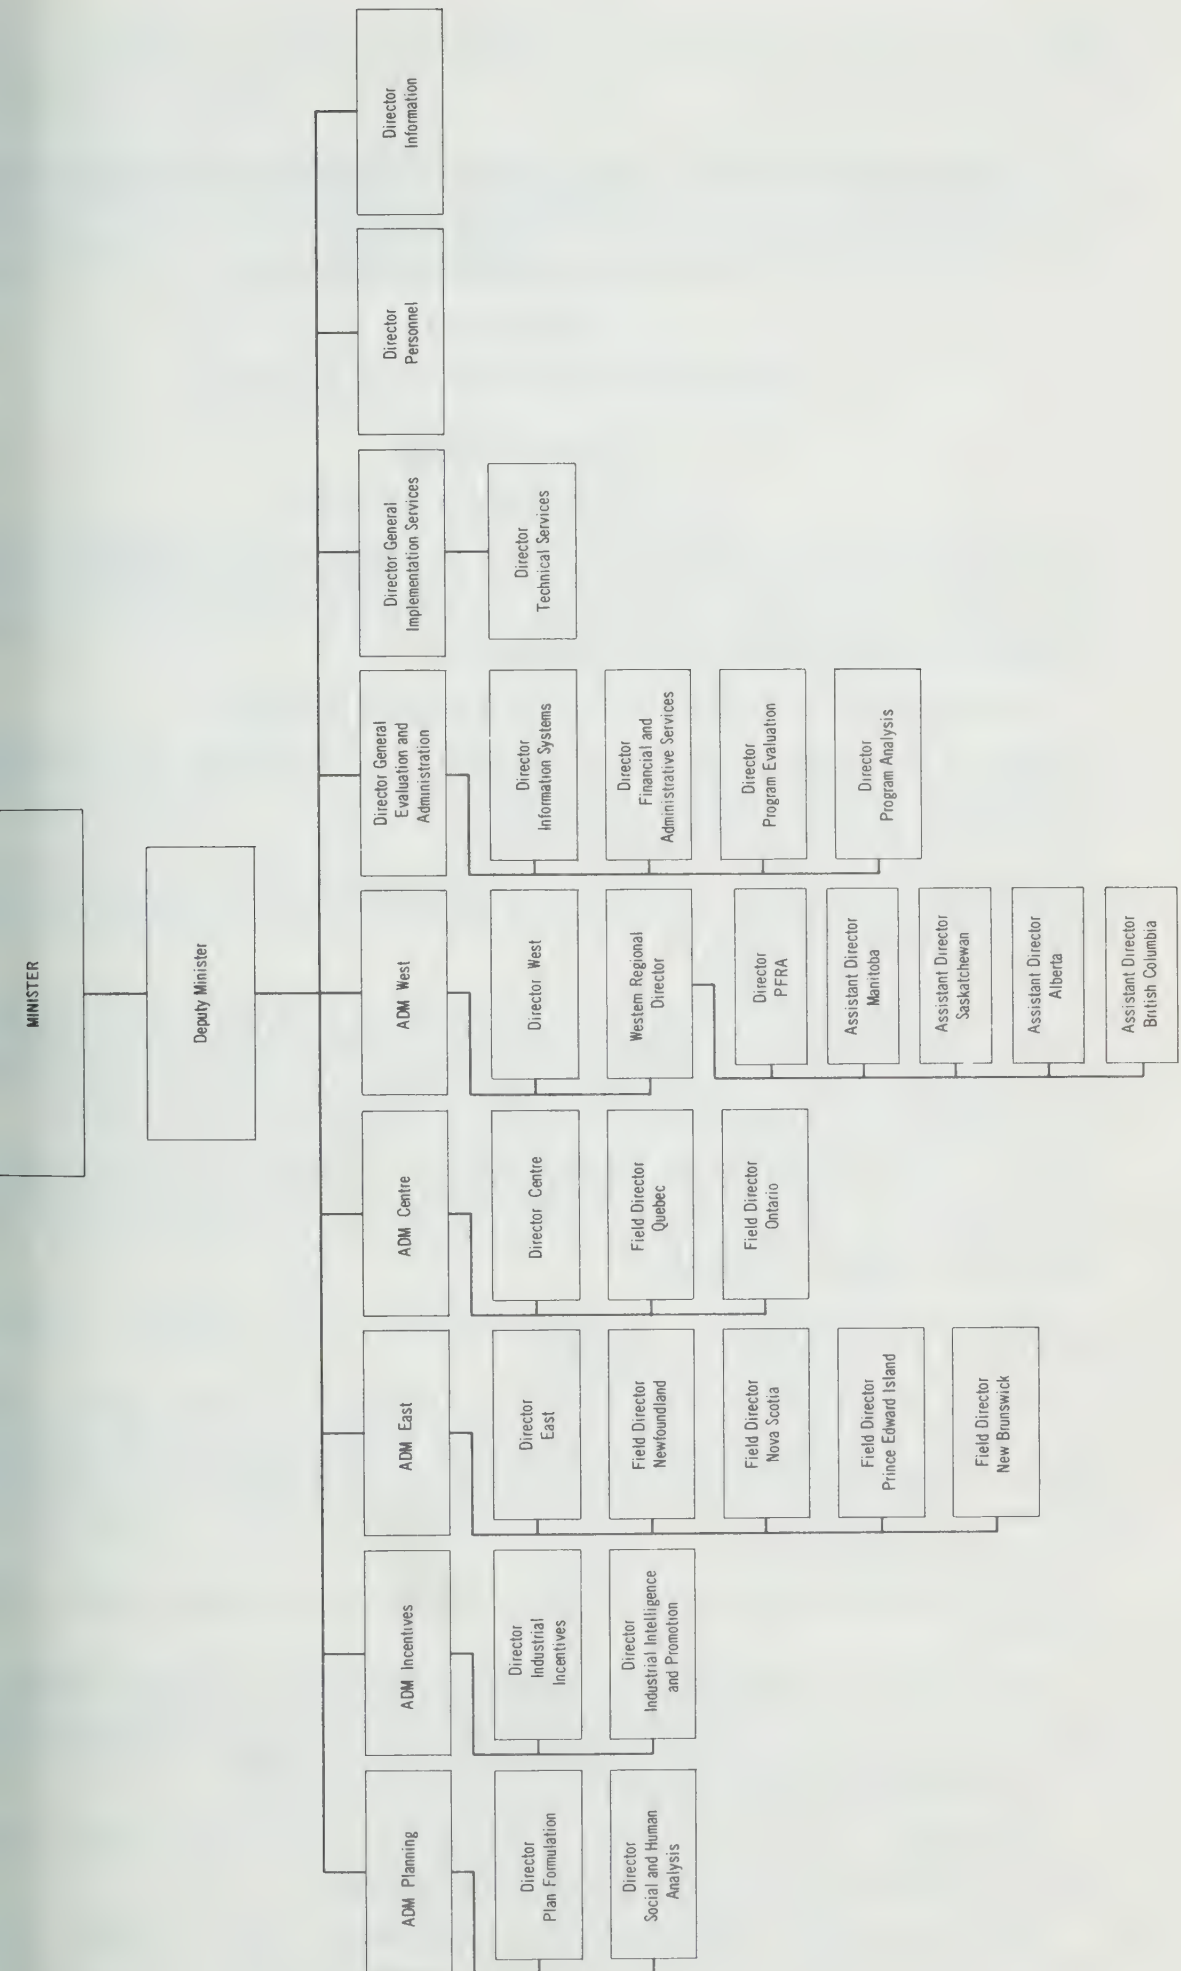 MINISTER
Deputy Minister
ADM Planning
Director
Plan Formulation
Director
Social and Human
Analysis
ADM Incentives
Director
Industrial
Incentives
Director
Industrial Intelligence
and Promotion
ADM East
Director
East
Field Director
Newfoundland
Field Director
Nova Scotia
Field Director
Prince Edward Island
Field Director
New Brunswick
ADM Centre
Director Centre
Field Director
Quebec
Field Director
Ontario
ADM West
Director West
Western Regional
Director
Director
PFRA
Assistant Director
Manitoba
Assistant Director
Saskatchewan
Assistant Director
Alberta
Assistant Director
British Columbia
Director General
Evaluation and
Administration
Director
Information Systems
Director
Financial and
Administrative Services
Director
Program Evaluation
Director
Program Analysis
Director General
Implementation Services
Director
Technical Services
Director
Personnel
Director
Information